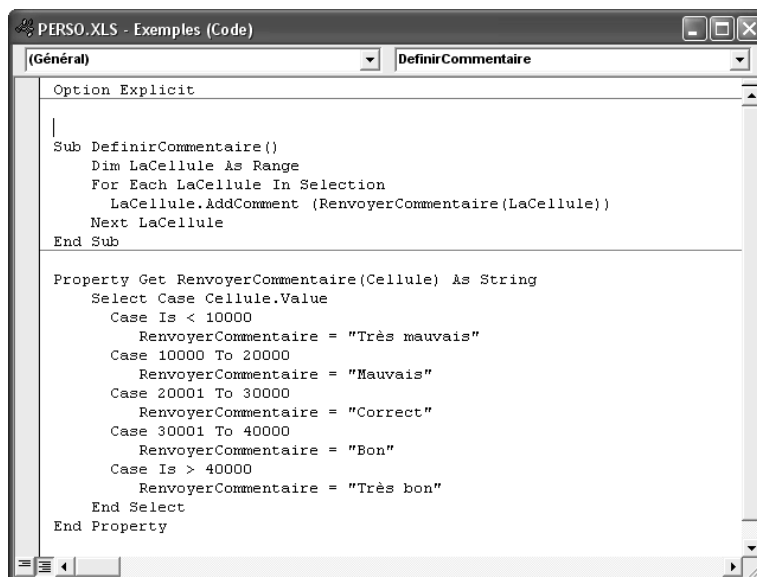 PERSO.XLS - Exemples (Code)
(Général) DefinirCommentaire
Option Explicit
Sub DefinirCommentaire()
Dim LaCellule As Range
For Each LaCellule In Selection
LaCellule.AddComment (RenvoyerCommentaire(LaCellule))
Next LaCellule
End Sub
Property Get RenvoyerCommentaire(Cellule) As String
Select Case Cellule.Value
Case Is < 10000
RenvoyerCommentaire = "Très mauvais"
Case 10000 To 20000
RenvoyerCommentaire = "Mauvais"
Case 20001 To 30000
RenvoyerCommentaire = "Correct"
Case 30001 To 40000
RenvoyerCommentaire = "Bon"
Case Is > 40000
RenvoyerCommentaire = "Très bon"
End Select
End Property